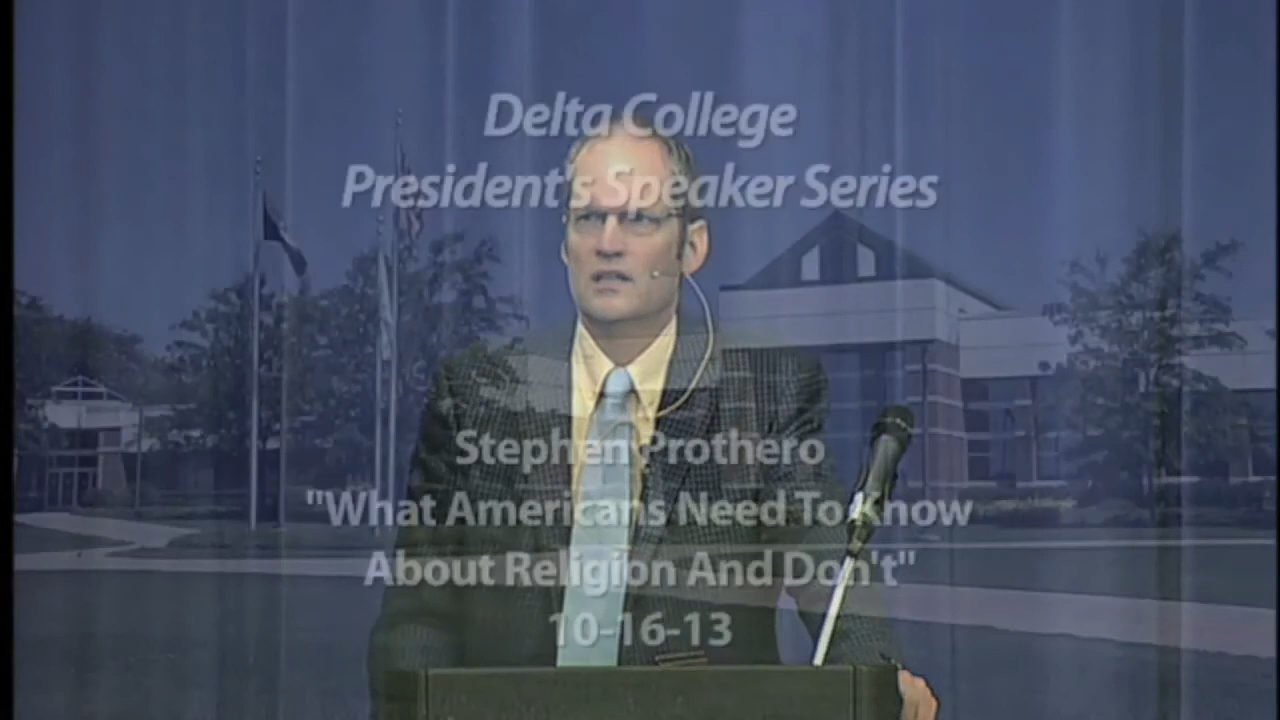 Delta College
President's Speaker Series
Stephen Prothero
"What Americans Need To Know
About Religion And Don't"
10-16-13